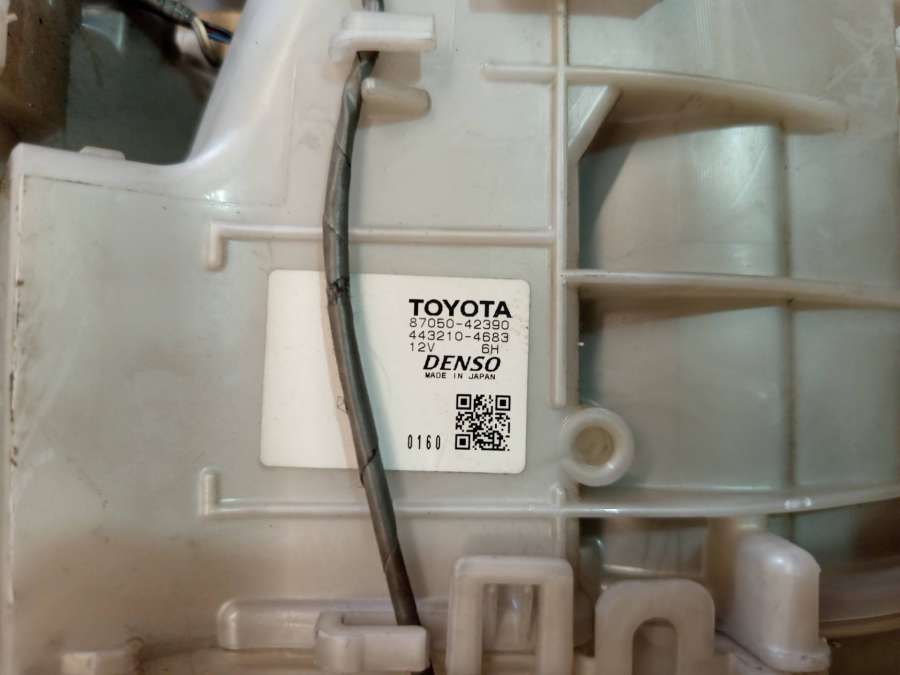 TOYOTA
87050-42390
443210-4683
12V 6H
DENSO
MADE IN JAPAN
0160